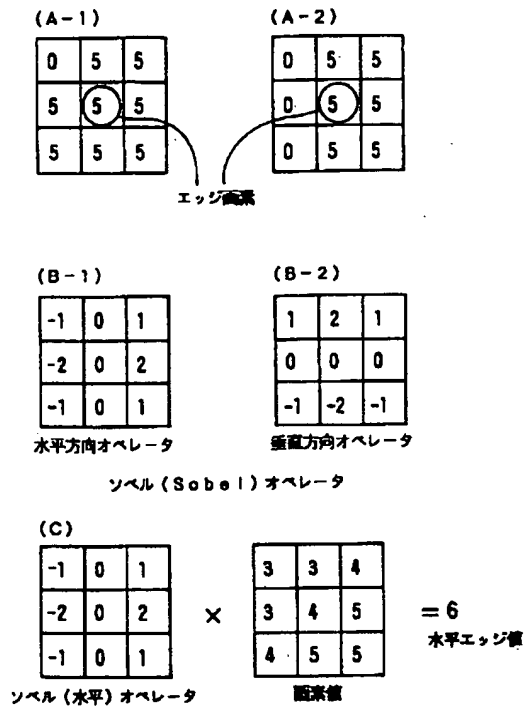 (A-1) (A-2)
0 5 5 0 5 5
5 5 5 0 5 5
5 5 5 0 5 5
エッジ画素
(B-1) (B-2)
-1 0 1 1 2 1
-2 0 2 0 0 0
-1 0 1 -1 -2 -1
水平方向オペレータ 垂直方向オペレータ
ソベル(Sobel)オペレータ
(C)
-1 0 1 3 3 4
-2 0 2 × 3 4 5 =6
-1 0 1 4 5 5
水平エッジ値
ソベル(水平)オペレータ 画素値